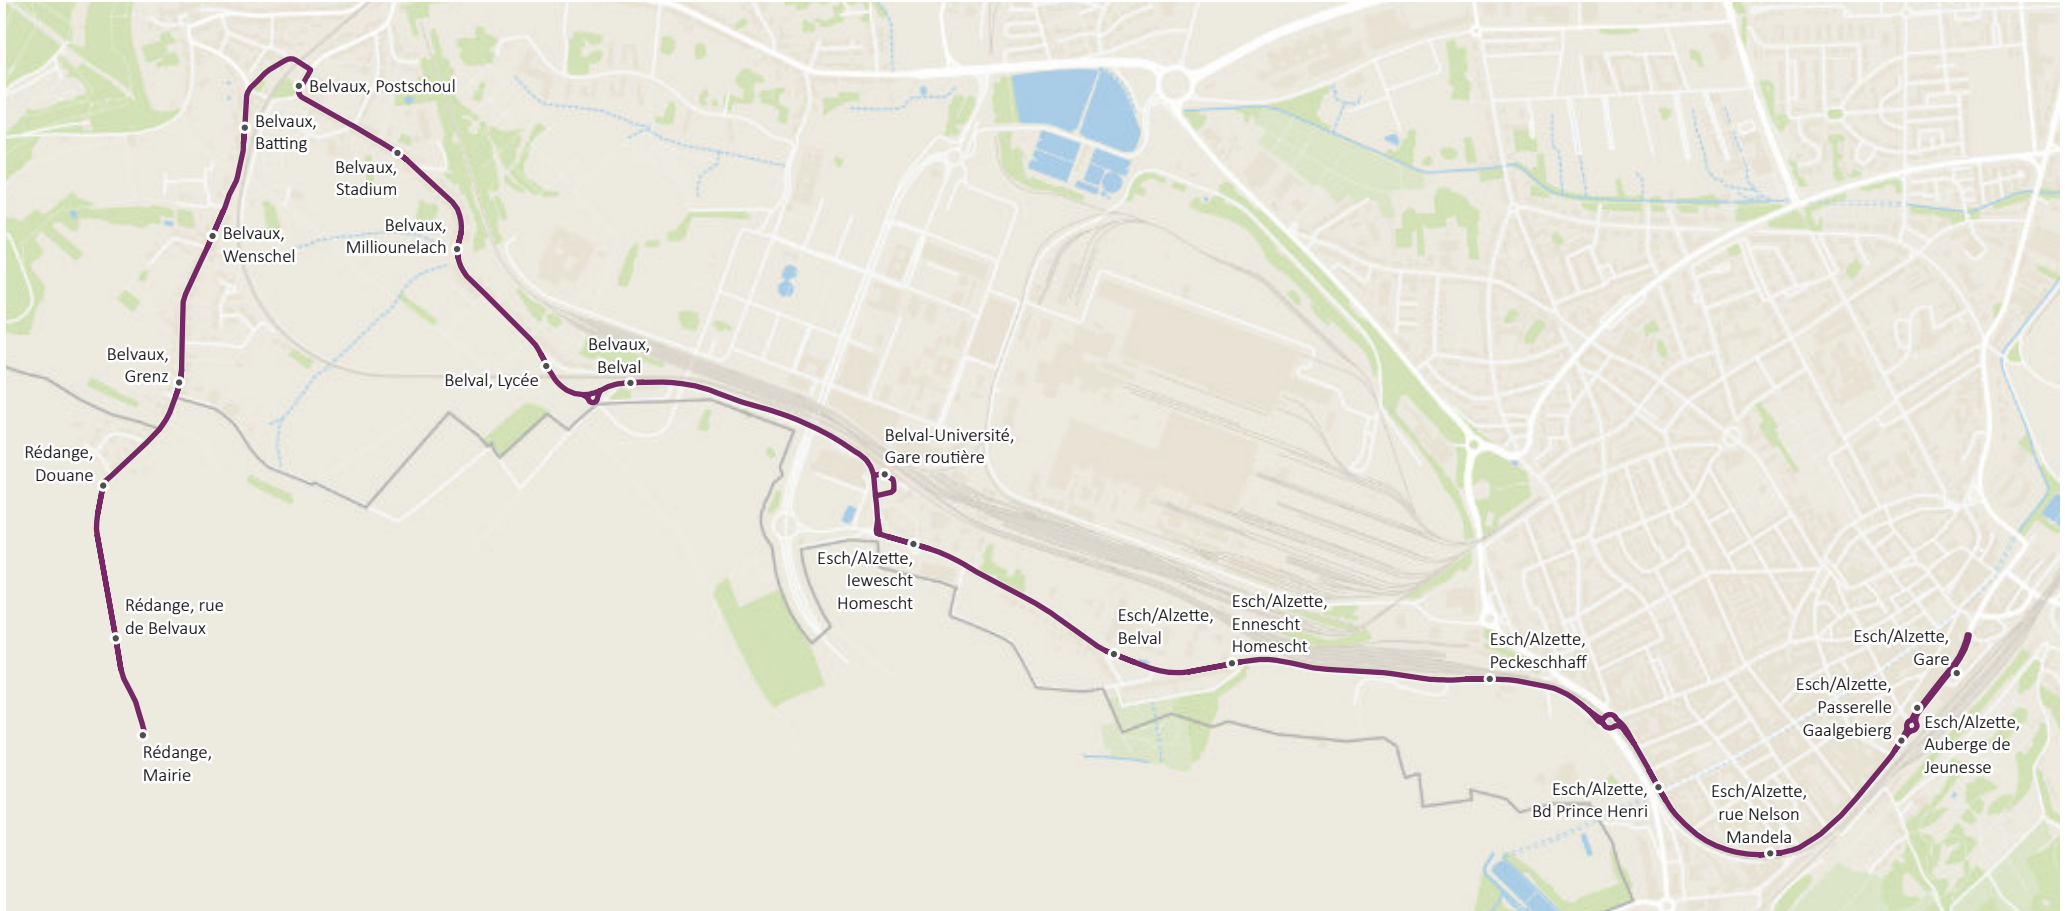 Belvaux, Postschoul
Belvaux,
Batting
Belvaux,
Stadium
Belvaux,
Milliounelach
Belvaux,
Wenschel
Belvaux,
Grenz
Belval, Lycée
Belvaux,
Belval
Rédange,
Douane
Belval-Université,
Gare routière
Rédange, rue
de Belvaux
Rédange,
Mairie
Esch/Alzette,
Iewescht
Homescht
Esch/Alzette,
Belval
Esch/Alzette,
Ennescht
Homescht
Esch/Alzette,
Peckeschhaff
Esch/Alzette,
Bd Prince Henri
Esch/Alzette,
rue Nelson
Mandela
Esch/Alzette,
Gare
Esch/Alzette,
Passerelle
Gaalgebierg
Esch/Alzette,
Auberge de
Jeunesse